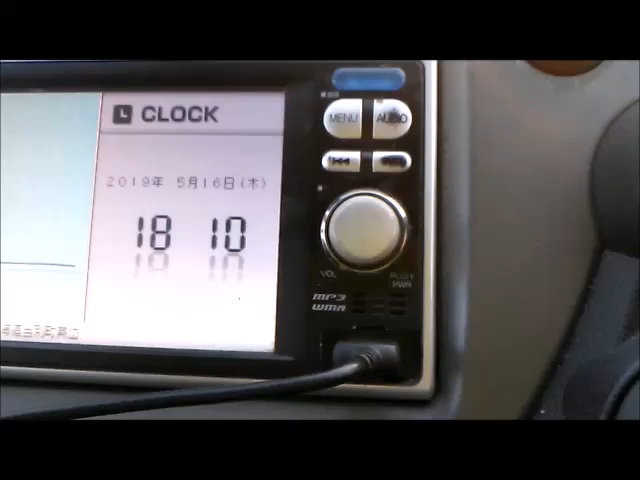 L CLOCK
2019年 5月16日(木)
18 10
MENU
AUDIO
VOL
PUSH
PWR
MP3
WMA